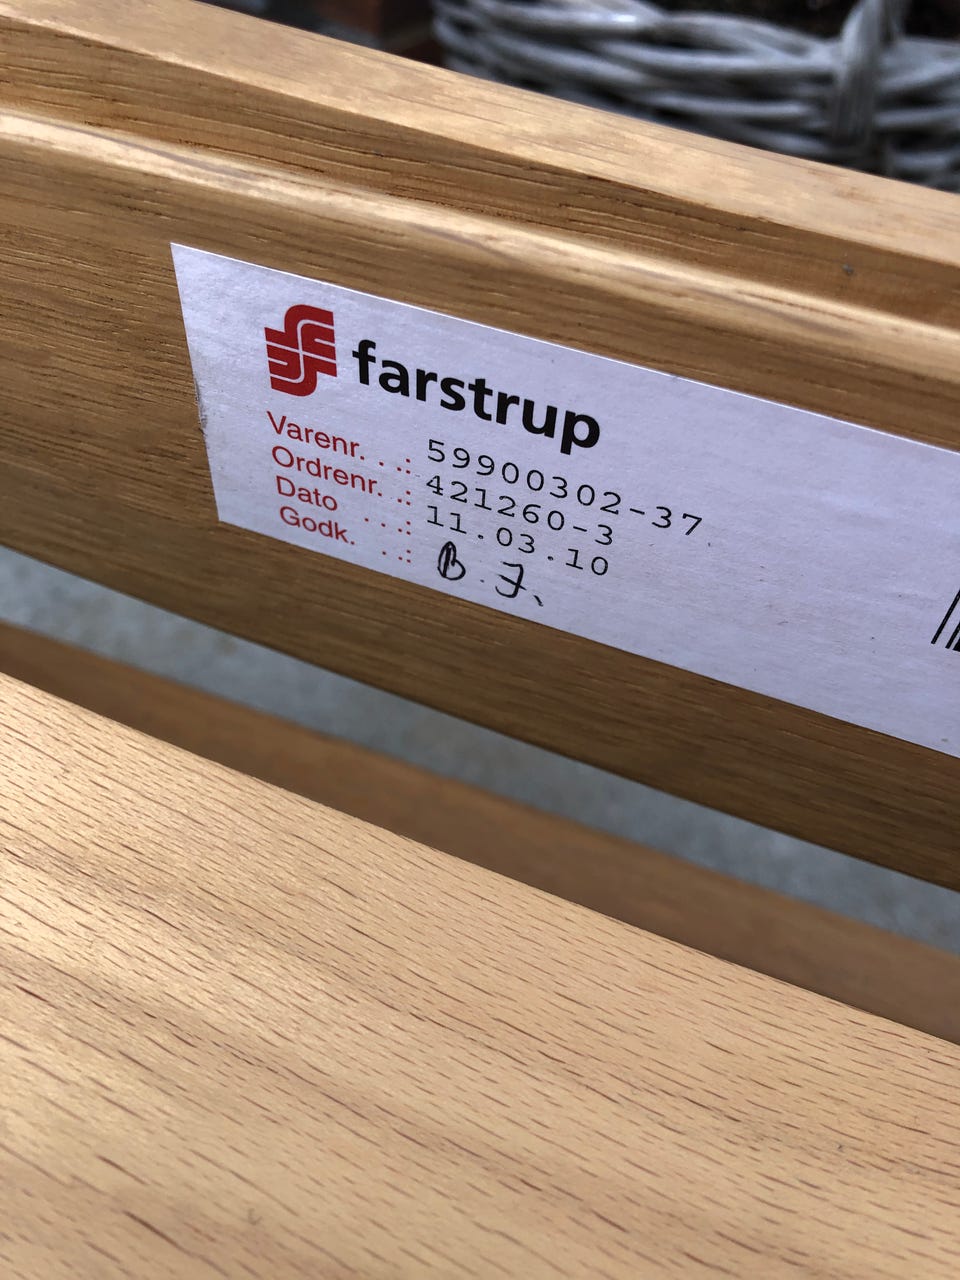 farstrup
Varenr. . .: 59900302-37
Ordrenr. .: 421260-3
Dato . . .: 11.03.10
Godk. . .: B.J.